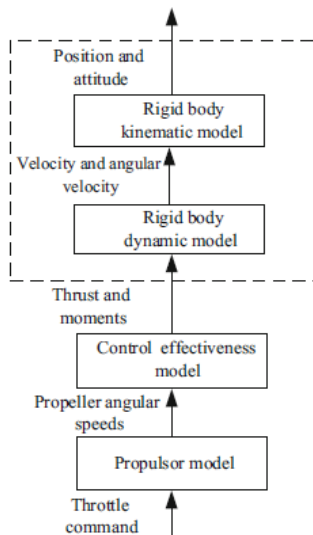 Position and
attitude
Rigid body
kinematic model
Velocity and angular
velocity
Rigid body
dynamic model
Thrust and
moments
Control effectiveness
model
Propeller angular
speeds
Propulsor model
Throttle
command